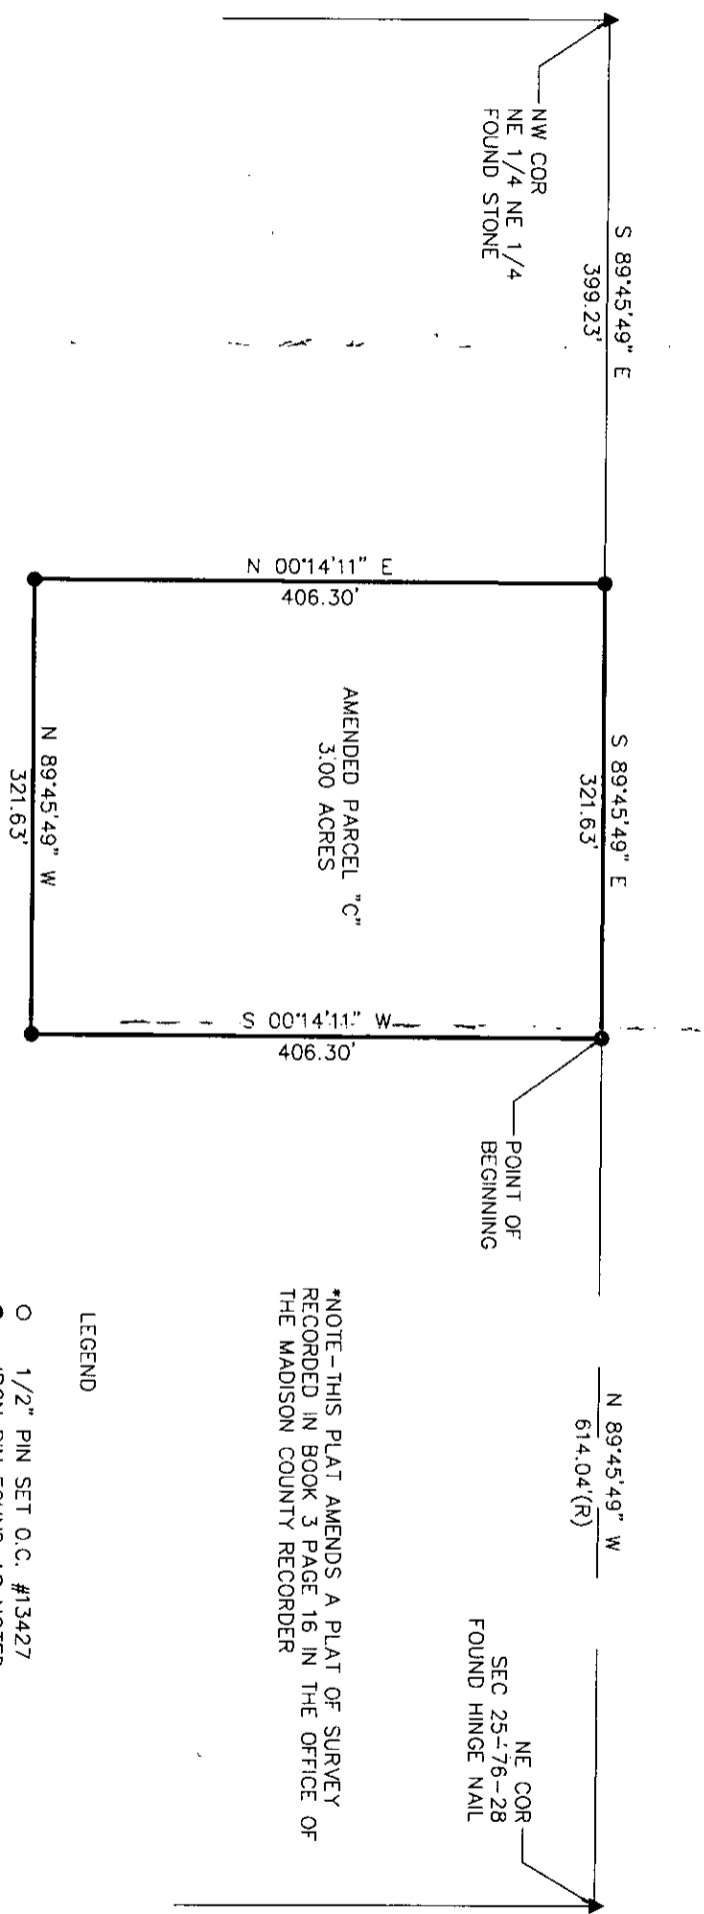 S 89°45'49" E
399.23'
NW COR
NE 1/4 NE 1/4
FOUND STONE
N 00°14'11" E
406.30'
S 89°45'49" E
321.63'
AMENDED PARCEL "C"
3.00 ACRES
N 89°45'49" W
321.63'
S 00°14'11" W
406.30'
POINT OF
BEGINNING
N 89°45'49" W
614.04'(R)
NE COR
SEC 25-76-28
FOUND HINGE NAIL
*NOTE-THIS PLAT AMENDS A PLAT OF SURVEY
RECORDED IN BOOK 3 PAGE 16 IN THE OFFICE OF
THE MADISON COUNTY RECORDER
LEGEND
O 1/2" PIN SET O.C. #13427